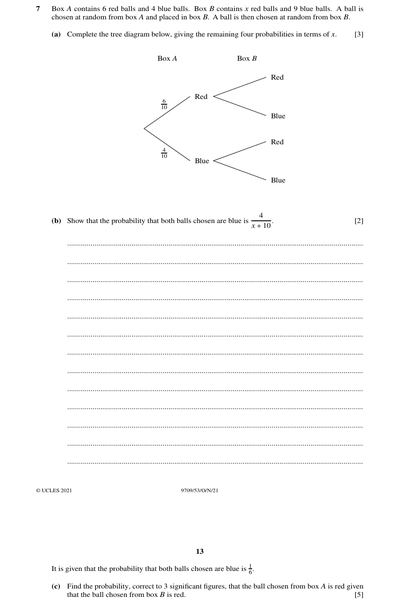 7 Box A contains 6 red balls and 4 blue balls. Box B contains x red balls and 9 blue balls. A ball is
chosen at random from box A and placed in box B. A ball is then chosen at random from box B.
(a) Complete the tree diagram below, giving the remaining four probabilities in terms of x. [3]
Box A Box B
Red
6/10 Red
Blue
Red
4/10 Blue
Blue
(b) Show that the probability that both balls chosen are blue is 4/(x + 10). [2]
© UCLES 2021 9709/53/O/N/21
13
It is given that the probability that both balls chosen are blue is 1/6.
(c) Find the probability, correct to 3 significant figures, that the ball chosen from box A is red given
that the ball chosen from box B is red. [5]